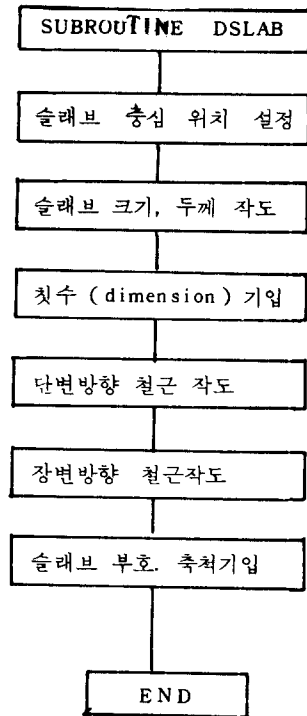 SUBROUTINE DSLAB
슬래브 중심 위치 설정
슬래브 크기, 두께 작도
칫수 (dimension) 기입
단변방향 철근 작도
장변방향 철근작도
슬래브 부호. 축척기입
END